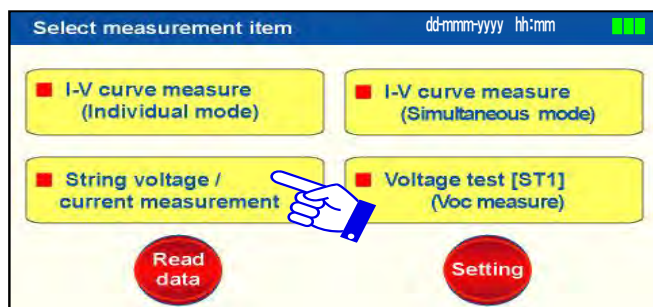 Select measurement item dd-mmm-yyyy hh:mm
I-V curve measure
(Individual mode)
I-V curve measure
(Simultaneous mode)
String voltage /
current measurement
Voltage test [ST1]
(Voc measure)
Read
data
Setting